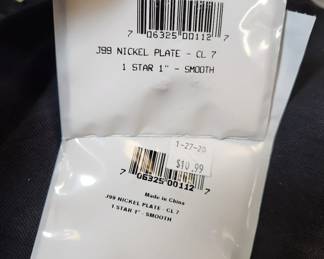 7 06325 00112 7
J99 NICKEL PLATE - CL 7
1 STAR 1" - SMOOTH
1-27-20
$10.99
7 06325 00112 7
Made in China
J99 NICKEL PLATE - CL 7
1 STAR 1" - SMOOTH